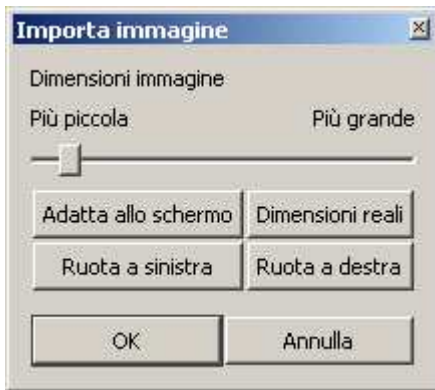 Importa immagine
Dimensioni immagine
Più piccola Più grande
Adatta allo schermo Dimensioni reali
Ruota a sinistra Ruota a destra
OK Annulla